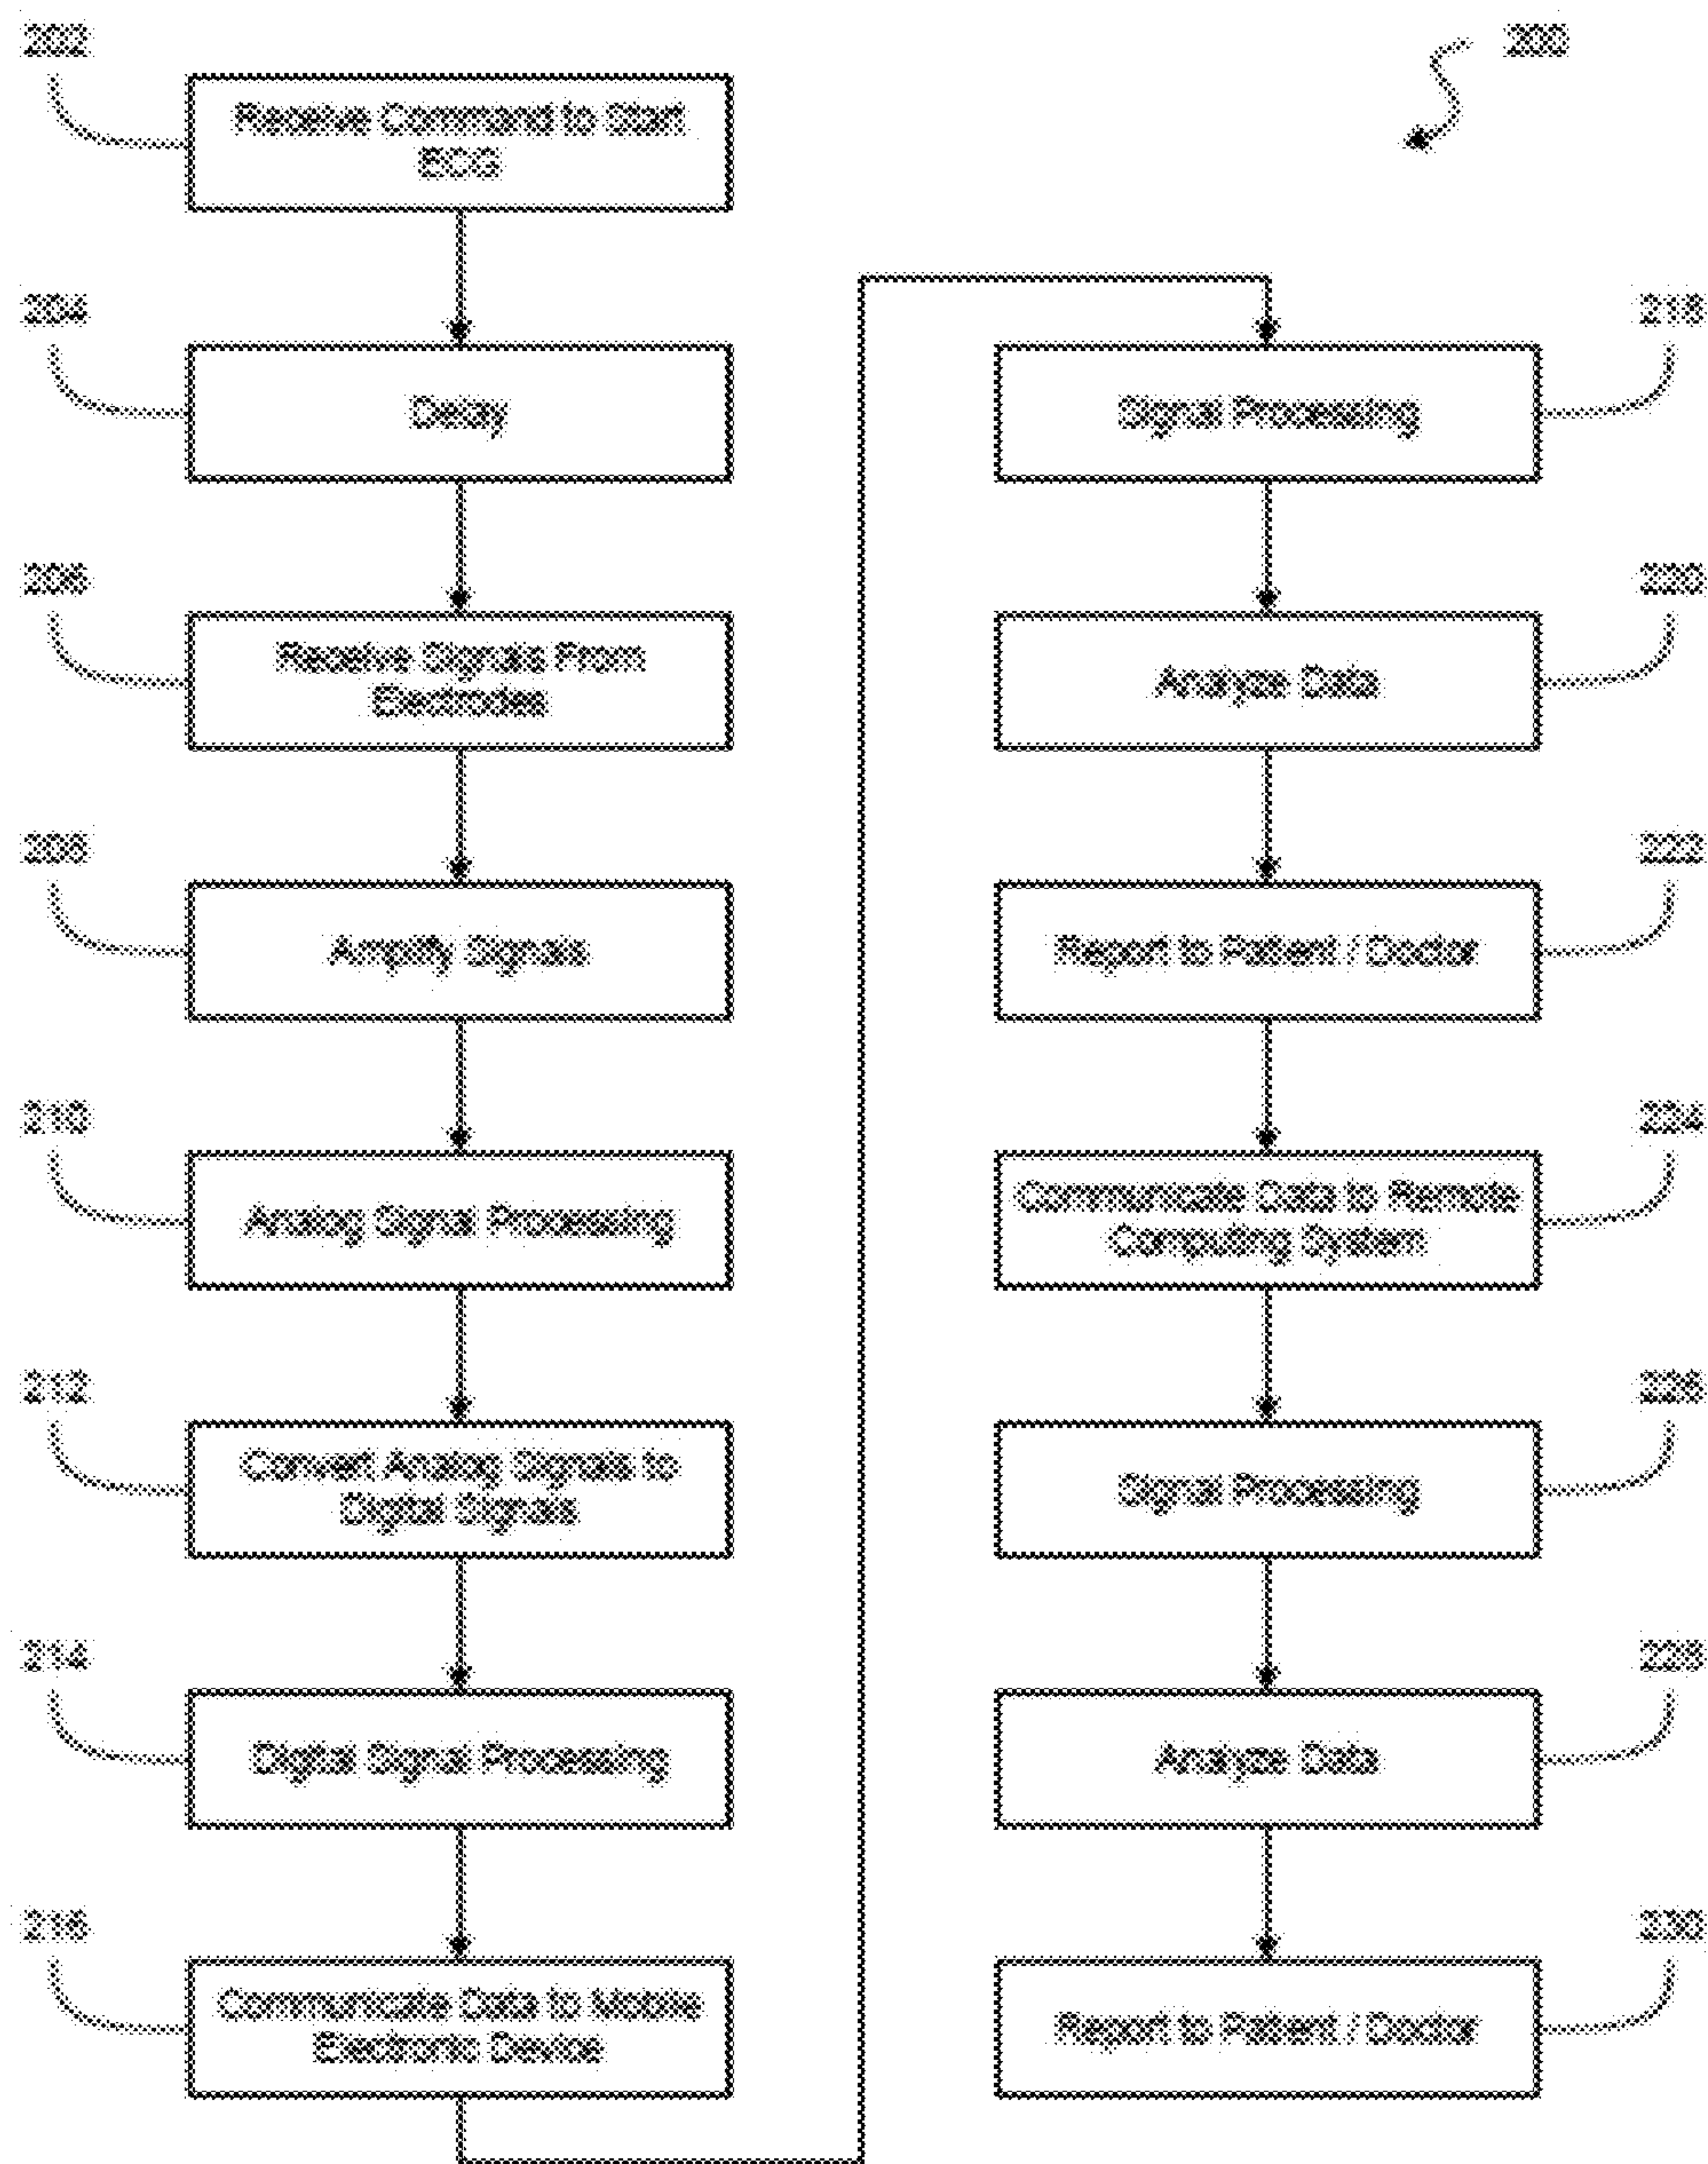 200
202
Receive Command to Start
ECG
204
Delay
206
Receive Signals From
Electrodes
208
Amplify Signals
210
Analog Signal Processing
212
Convert Analog Signals to
Digital Signals
214
Digital Signal Processing
216
Communicate Data to Mobile
Electronic Device
218
Signal Processing
220
Analyze Data
222
Report to Patient / Doctor
224
Communicate Data to Remote
Computing System
226
Signal Processing
228
Analyze Data
230
Report to Patient / Doctor